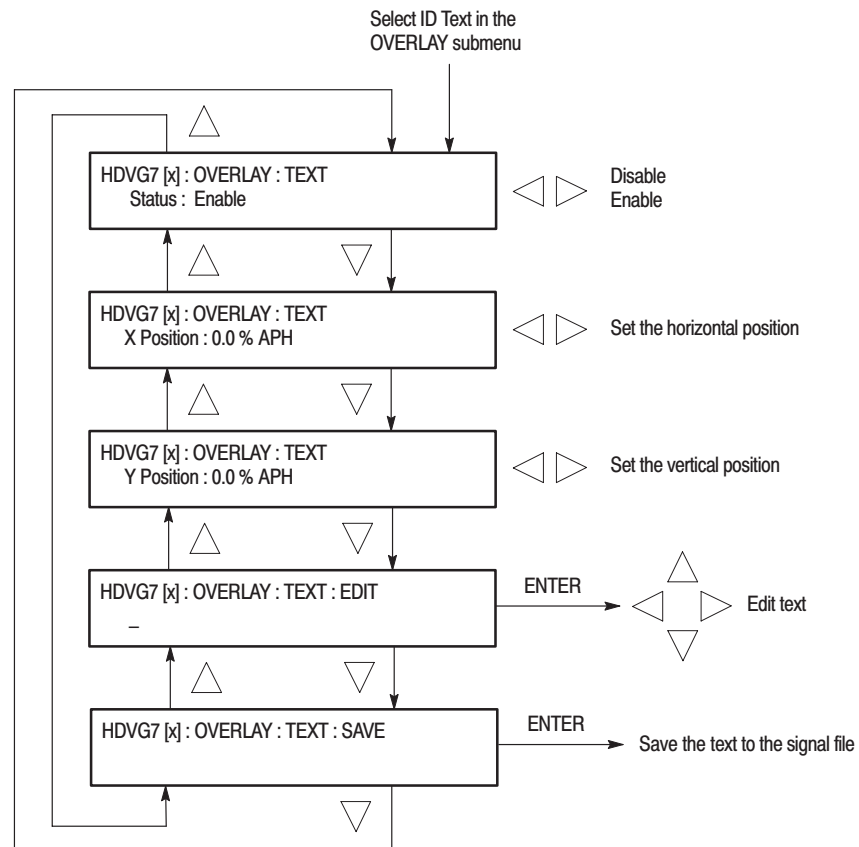 Select ID Text in the
OVERLAY submenu
HDVG7 [x] : OVERLAY : TEXT
Status : Enable
Disable
Enable
HDVG7 [x] : OVERLAY : TEXT
X Position : 0.0 % APH
Set the horizontal position
HDVG7 [x] : OVERLAY : TEXT
Y Position : 0.0 % APH
Set the vertical position
HDVG7 [x] : OVERLAY : TEXT : EDIT
_
ENTER
Edit text
HDVG7 [x] : OVERLAY : TEXT : SAVE
ENTER
Save the text to the signal file